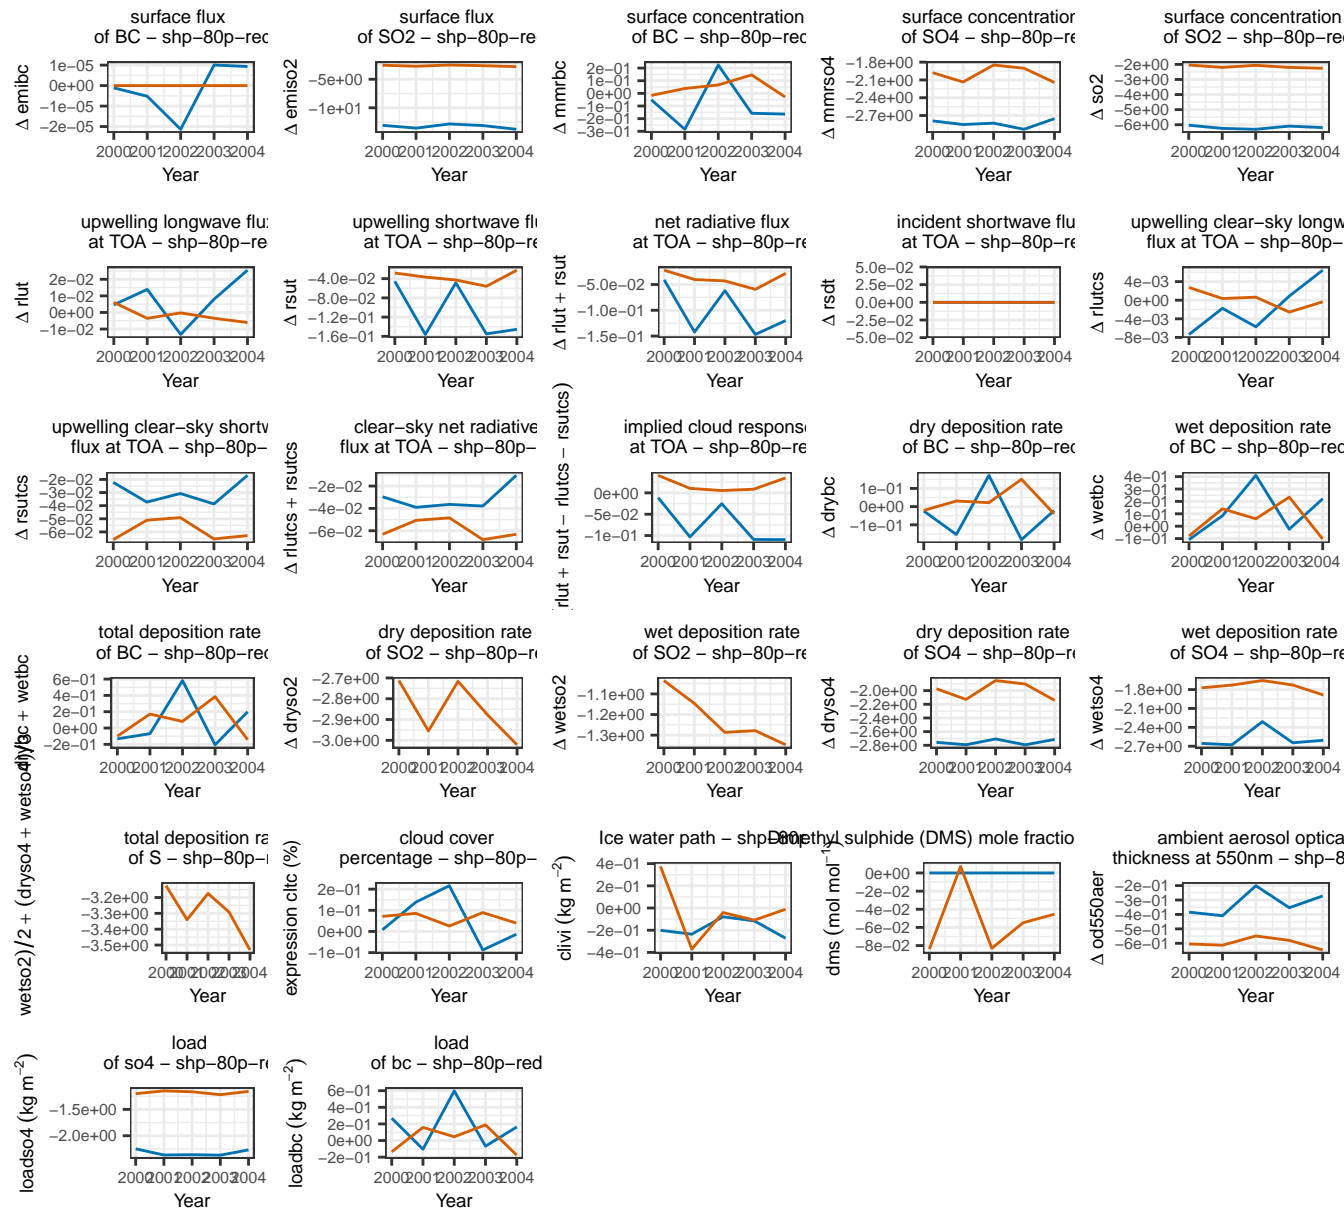 surface flux
of BC − shp−80p−red
Δ emibc
1e−05
0e+00
−1e−05
−2e−05
2000 2001 2002 2003 2004
Year
surface flux
of SO2 − shp−80p−re
Δ emiso2
−5e+00
−1e+01
2000 2001 2002 2003 2004
Year
surface concentration
of BC − shp−80p−re
Δ mmrbc
2e−01
1e−01
0e+00
−1e−01
−2e−01
−3e−01
2000 2001 2002 2003 2004
Year
surface concentration
of SO4 − shp−80p−re
Δ mmrso4
−1.8e+00
−2.1e+00
−2.4e+00
−2.7e+00
2000 2001 2002 2003 2004
Year
surface concentration
of SO2 − shp−80p−re
Δ so2
−2e+00
−3e+00
−4e+00
−5e+00
−6e+00
2000 2001 2002 2003 2004
Year
upwelling longwave flux
at TOA − shp−80p−re
Δ rlut
2e−02
1e−02
0e+00
−1e−02
2000 2001 2002 2003 2004
Year
upwelling shortwave flu
at TOA − shp−80p−re
Δ rsut
−4.0e−02
−8.0e−02
−1.2e−01
−1.6e−01
2000 2001 2002 2003 2004
Year
net radiative flux
at TOA − shp−80p−re
Δ rlut + rsut
−5.0e−02
−1.0e−01
−1.5e−01
2000 2001 2002 2003 2004
Year
incident shortwave flu
at TOA − shp−80p−re
Δ rsdt
5.0e−02
2.5e−02
0.0e+00
−2.5e−02
−5.0e−02
2000 2001 2002 2003 2004
Year
upwelling clear−sky longw
flux at TOA − shp−80p−
Δ rlutcs
4e−03
0e+00
−4e−03
−8e−03
2000 2001 2002 2003 2004
Year
upwelling clear−sky shortw
flux at TOA − shp−80p−
Δ rsutcs
−2e−02
−3e−02
−4e−02
−5e−02
−6e−02
2000 2001 2002 2003 2004
Year
clear−sky net radiative
flux at TOA − shp−80p−
Δ rlutcs + rsutcs
−2e−02
−4e−02
−6e−02
2000 2001 2002 2003 2004
Year
implied cloud response
at TOA − shp−80p−re
(rlut + rsut − rlutcs − rsutcs)
0e+00
−5e−02
−1e−01
2000 2001 2002 2003 2004
Year
dry deposition rate
of BC − shp−80p−red
Δ drybc
1e−01
0e+00
−1e−01
2000 2001 2002 2003 2004
Year
wet deposition rate
of BC − shp−80p−red
Δ wetbc
4e−01
3e−01
2e−01
1e−01
0e+00
−1e−01
2000 2001 2002 2003 2004
Year
total deposition rate
of BC − shp−80p−red
drybc + wetbc
6e−01
4e−01
2e−01
0e+00
−2e−01
2000 2001 2002 2003 2004
Year
dry deposition rate
of SO2 − shp−80p−re
Δ dryso2
−2.7e+00
−2.8e+00
−2.9e+00
−3.0e+00
2000 2001 2002 2003 2004
Year
wet deposition rate
of SO2 − shp−80p−re
Δ wetso2
−1.1e+00
−1.2e+00
−1.3e+00
2000 2001 2002 2003 2004
Year
dry deposition rate
of SO4 − shp−80p−re
Δ dryso4
−2.0e+00
−2.2e+00
−2.4e+00
−2.6e+00
−2.8e+00
2000 2001 2002 2003 2004
Year
wet deposition rate
of SO4 − shp−80p−re
Δ wetso4
−1.8e+00
−2.1e+00
−2.4e+00
−2.7e+00
2000 2001 2002 2003 2004
Year
total deposition ra
of S − shp−80p−r
wetso2)/2 + (dryso4 + wetso4)/3
−3.2e+00
−3.3e+00
−3.4e+00
−3.5e+00
2000 2001 2002 2003 2004
Year
cloud cover
percentage − shp−80p−
expression cltc (%)
2e−01
1e−01
0e+00
−1e−01
2000 2001 2002 2003 2004
Year
Ice water path − shp−80p
clivi (kg m−2)
4e−01
2e−01
0e+00
−2e−01
−4e−01
2000 2001 2002 2003 2004
Year
Dimethyl sulphide (DMS) mole fractio
dms (mol mol−1)
0e+00
−2e−02
−4e−02
−6e−02
−8e−02
2000 2001 2002 2003 2004
Year
ambient aerosol optica
thickness at 550nm − shp−8
Δ od550aer
−2e−01
−3e−01
−4e−01
−5e−01
−6e−01
2000 2001 2002 2003 2004
Year
load
of so4 − shp−80p−re
loadso4 (kg m−2)
−1.5e+00
−2.0e+00
2000 2001 2002 2003 2004
Year
load
of bc − shp−80p−red
loadbc (kg m−2)
6e−01
4e−01
2e−01
0e+00
−2e−01
2000 2001 2002 2003 2004
Year